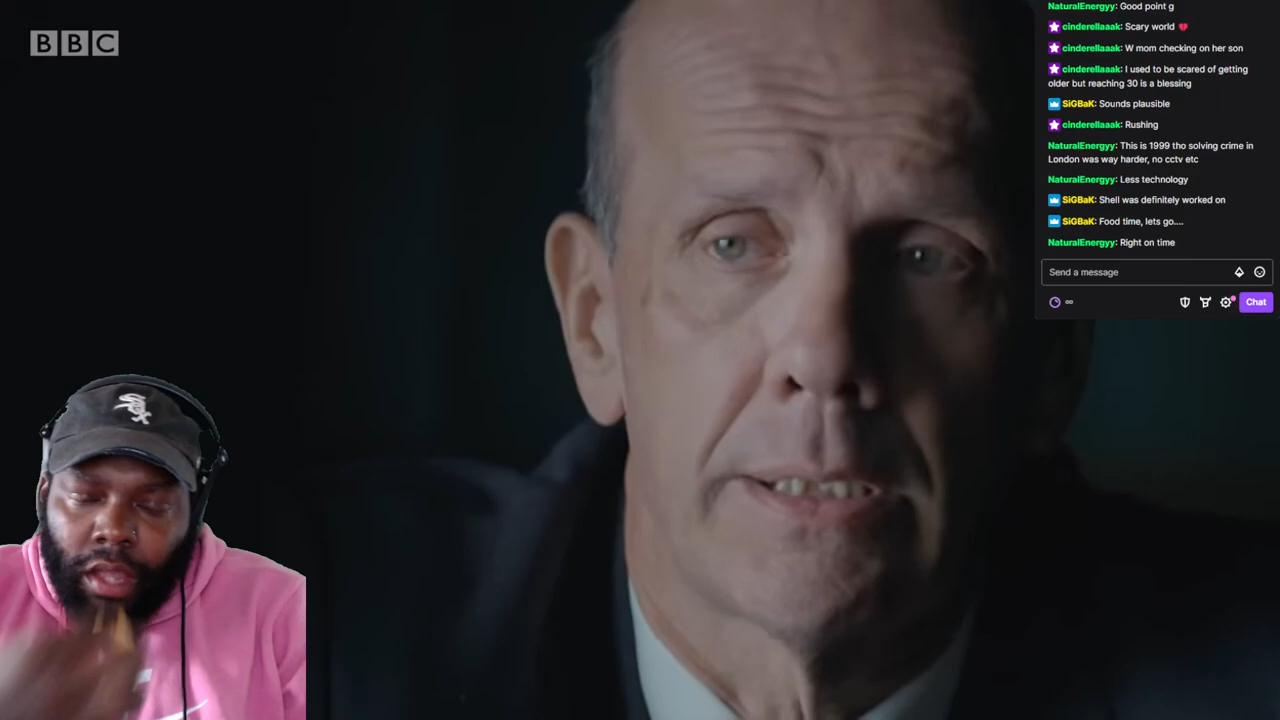 BBC
NaturalEnergyy: Good point g
cinderellaaak: Scary world 💔
cinderellaaak: W mom checking on her son
cinderellaaak: I used to be scared of getting
older but reaching 30 is a blessing
SiGBaK: Sounds plausible
cinderellaaak: Rushing
NaturalEnergyy: This is 1999 tho solving crime in
London was way harder, no cctv etc
NaturalEnergyy: Less technology
SiGBaK: Shell was definitely worked on
SiGBaK: Food time, lets go....
NaturalEnergyy: Right on time
Send a message
∞
Chat
Sox